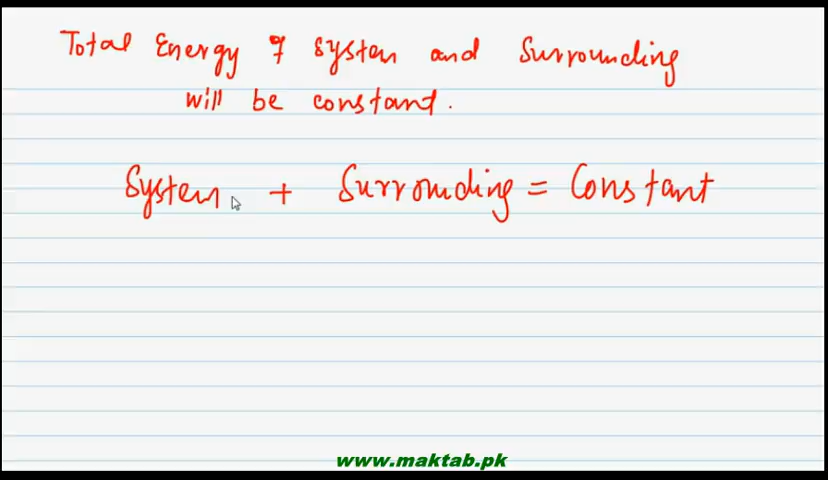 Total Energy of System and Surrounding
will be constant.
System + Surrounding = Constant
www.maktab.pk